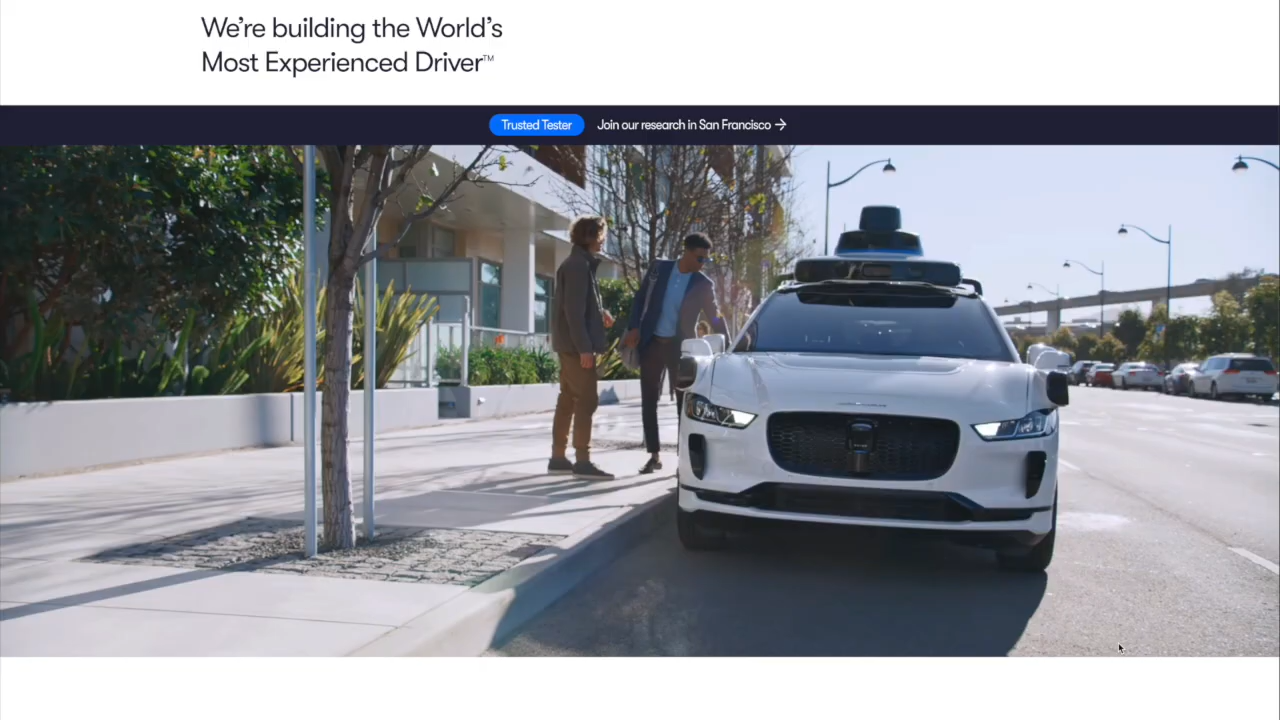 We're building the World's
Most Experienced Driver™
Trusted Tester
Join our research in San Francisco →